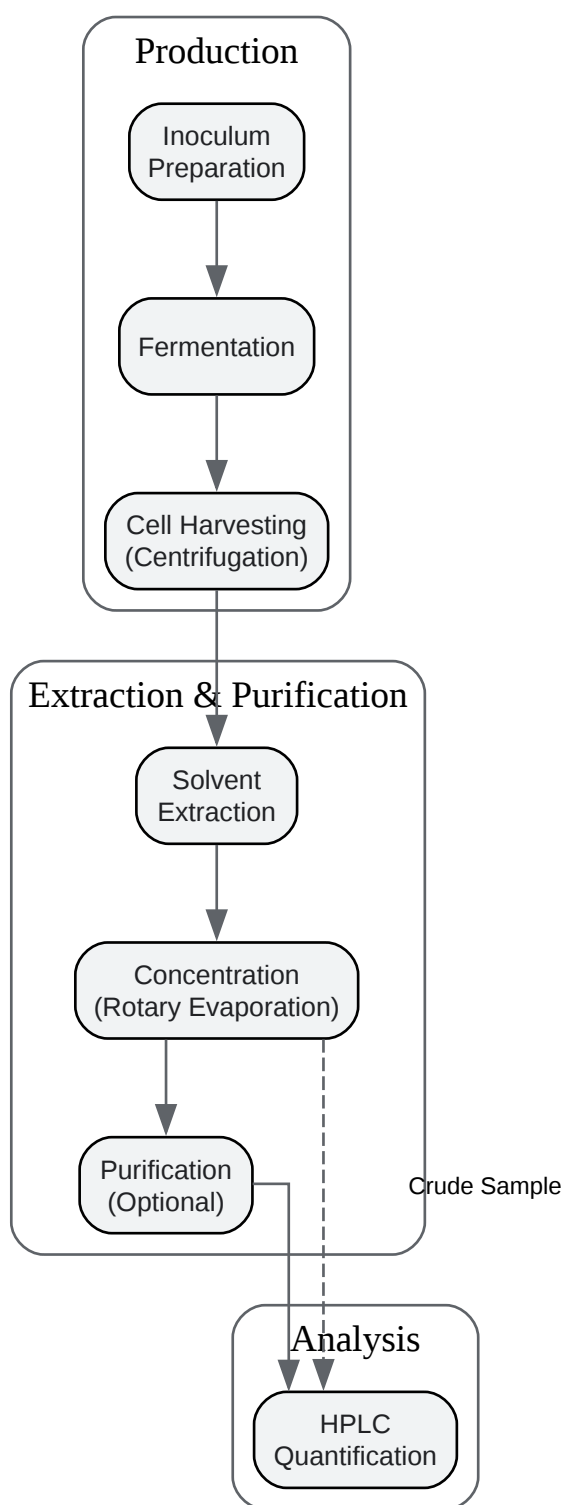 Production
Inoculum
Preparation
Fermentation
Cell Harvesting
(Centrifugation)
Extraction & Purification
Solvent
Extraction
Concentration
(Rotary Evaporation)
Purification
(Optional)
Crude Sample
Analysis
HPLC
Quantification